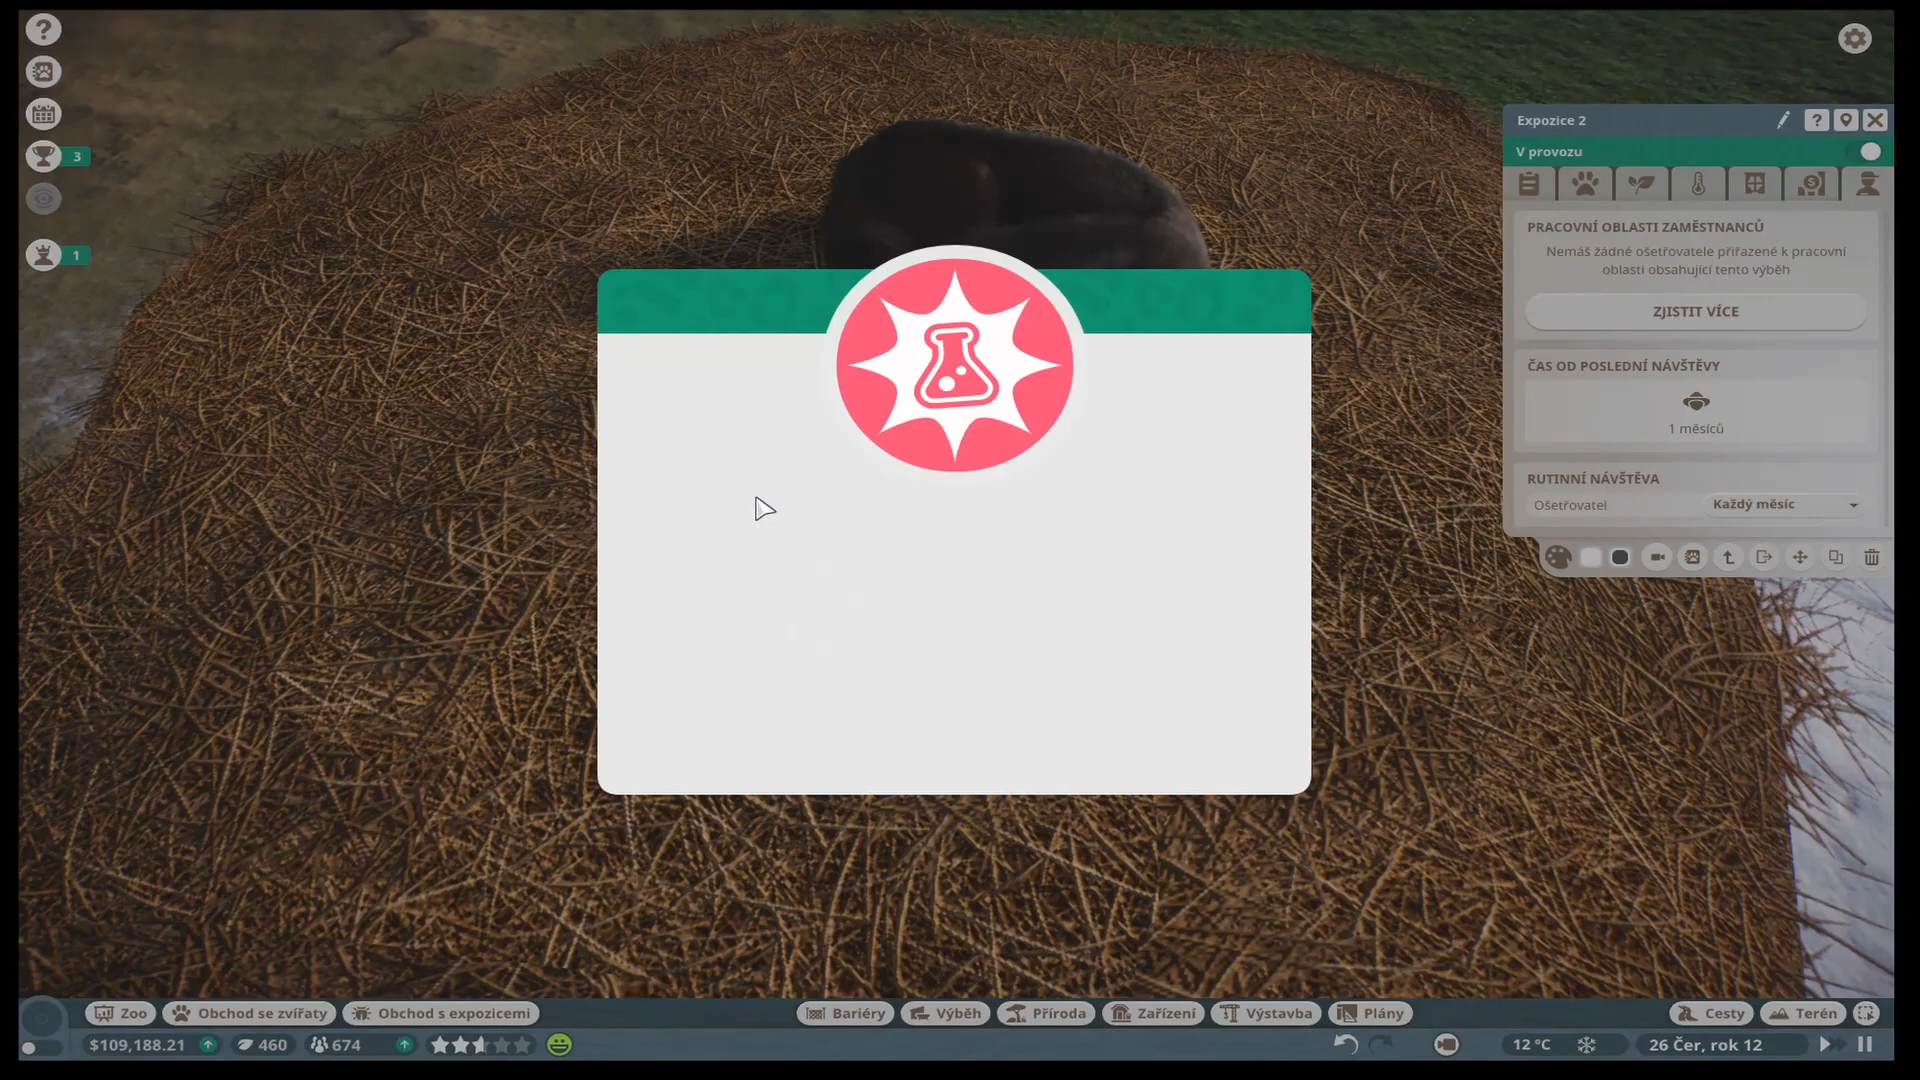 ?
3
1
Expozice 2
?
V provozu
PRACOVNÍ OBLASTI ZAMĚSTNANCŮ
Nemáš žádné ošetřovatele přiřazené k pracovní
oblasti obsahující tento výběh
ZJISTIT VÍCE
ČAS OD POSLEDNÍ NÁVŠTĚVY
1 měsíců
RUTINNÍ NÁVŠTĚVA
Ošetřovatel Každý měsíc
Zoo Obchod se zvířaty Obchod s expozicemi Bariéry Výběh Příroda Zařízení Výstavba Plány Cesty Terén
$109,188.21 460 674 12 °C 26 Čer, rok 12